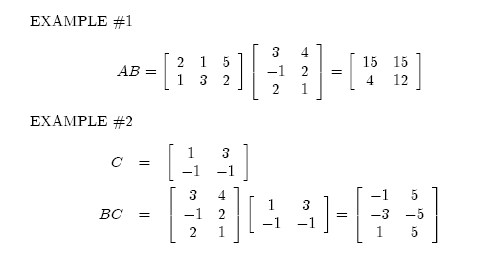 EXAMPLE #1
AB = [ 2 1 5 ; 1 3 2 ] [ 3 4 ; −1 2 ; 2 1 ] = [ 15 15 ; 4 12 ]
EXAMPLE #2
C = [ 1 3 ; −1 −1 ]
BC = [ 3 4 ; −1 2 ; 2 1 ] [ 1 3 ; −1 −1 ] = [ −1 5 ; −3 −5 ; 1 5 ]